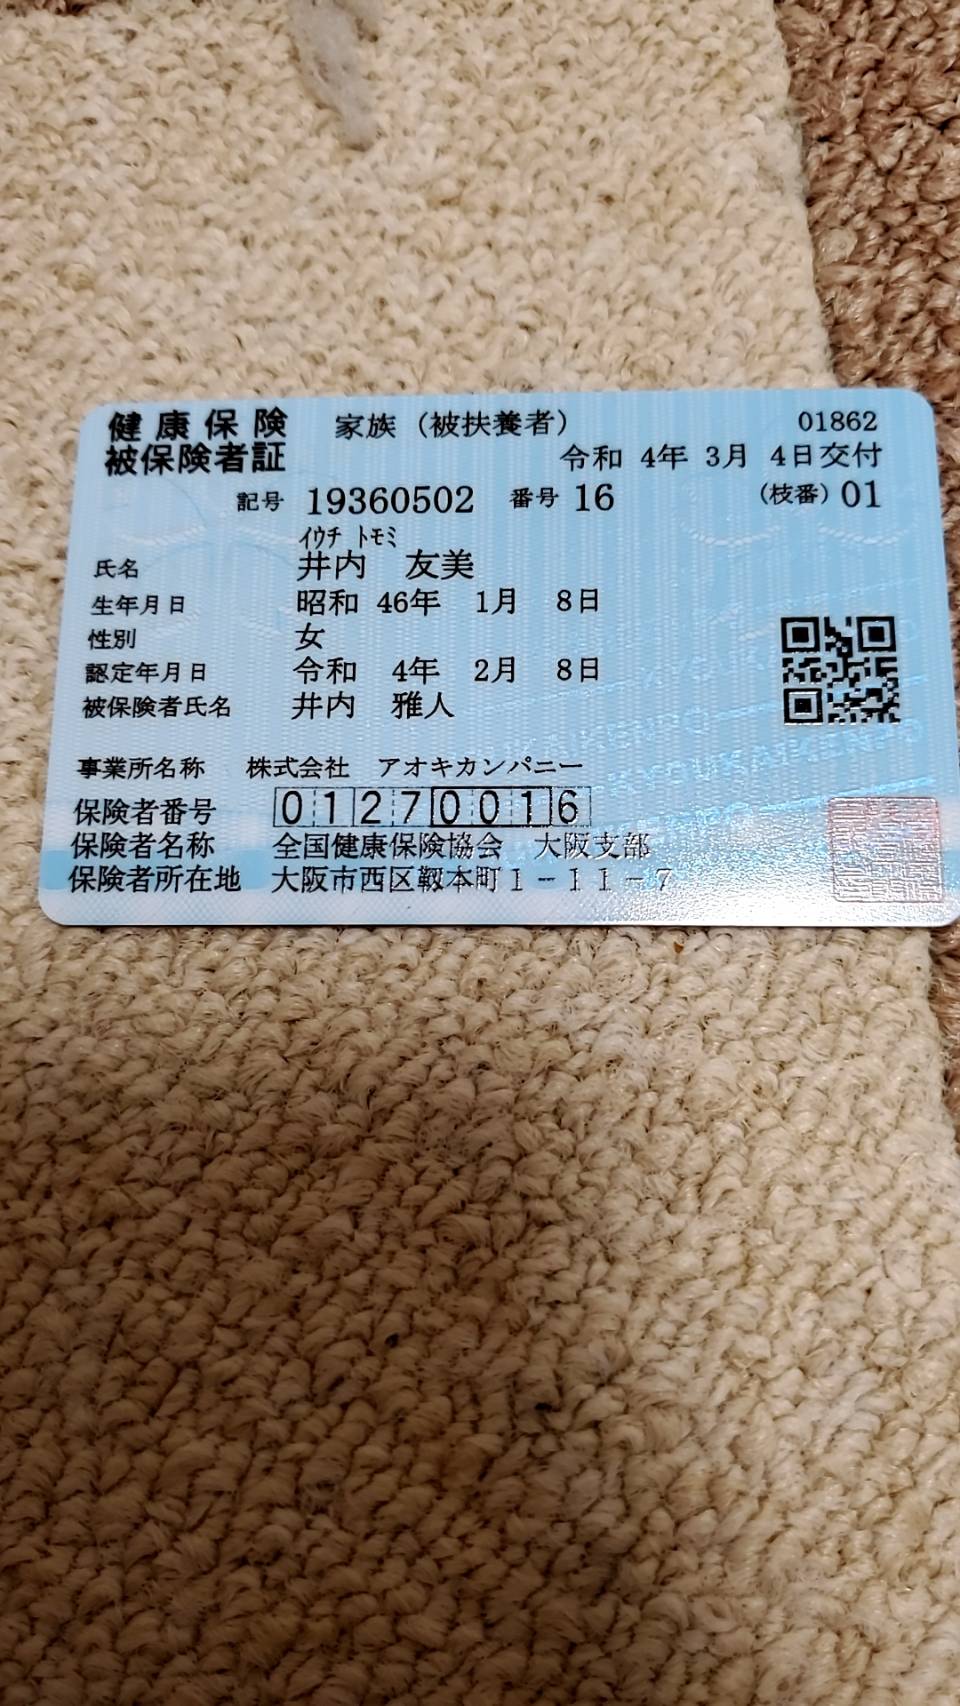 健康保険 家族（被扶養者） 01862
被保険者証 令和 4年 3月 4日交付
記号 19360502 番号 16 （枝番）01
ｲｳﾁ ﾄﾓﾐ
氏名 井内 友美
生年月日 昭和 46年 1月 8日
性別 女
認定年月日 令和 4年 2月 8日
被保険者氏名 井内 雅人
事業所名称 株式会社 アオキカンパニー
保険者番号 01270016
保険者名称 全国健康保険協会 大阪支部
保険者所在地 大阪市西区靱本町1－11－7